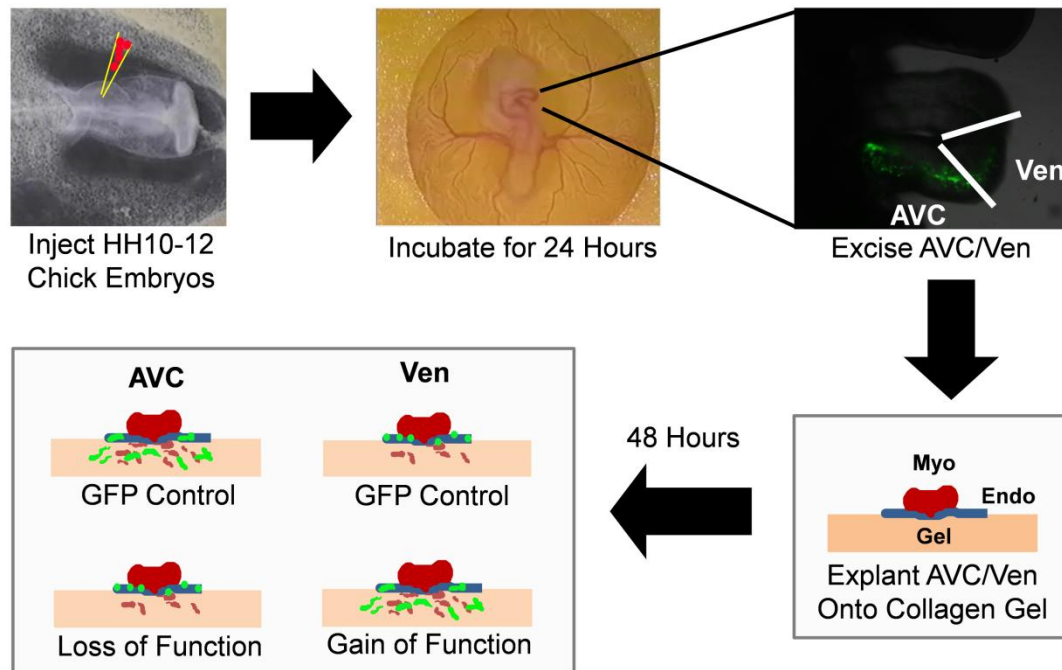 Inject HH10-12
Chick Embryos
Incubate for 24 Hours
AVC
Ven
Excise AVC/Ven
Myo
Endo
Gel
Explant AVC/Ven
Onto Collagen Gel
48 Hours
AVC
Ven
GFP Control
GFP Control
Loss of Function
Gain of Function